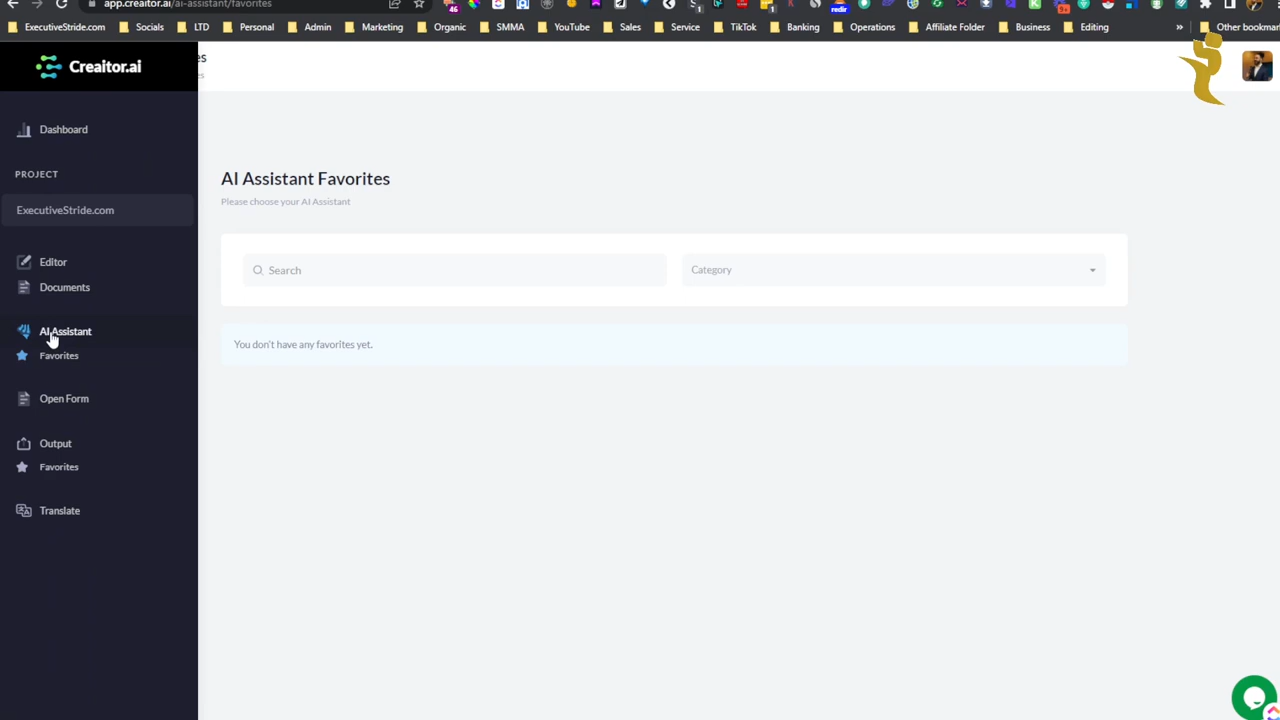 app.creaitor.ai/ai-assistant/favorites
ExecutiveStride.com Socials LTD Personal Admin Marketing Organic SMMA YouTube Sales Service TikTok Banking Operations Affiliate Folder Business Editing » Other bookmar
redir
Creaitor.ai
es
es
Dashboard
PROJECT
ExecutiveStride.com
Editor
Documents
AI Assistant
Favorites
Open Form
Output
Favorites
Translate
AI Assistant Favorites
Please choose your AI Assistant
Search
Category
You don't have any favorites yet.